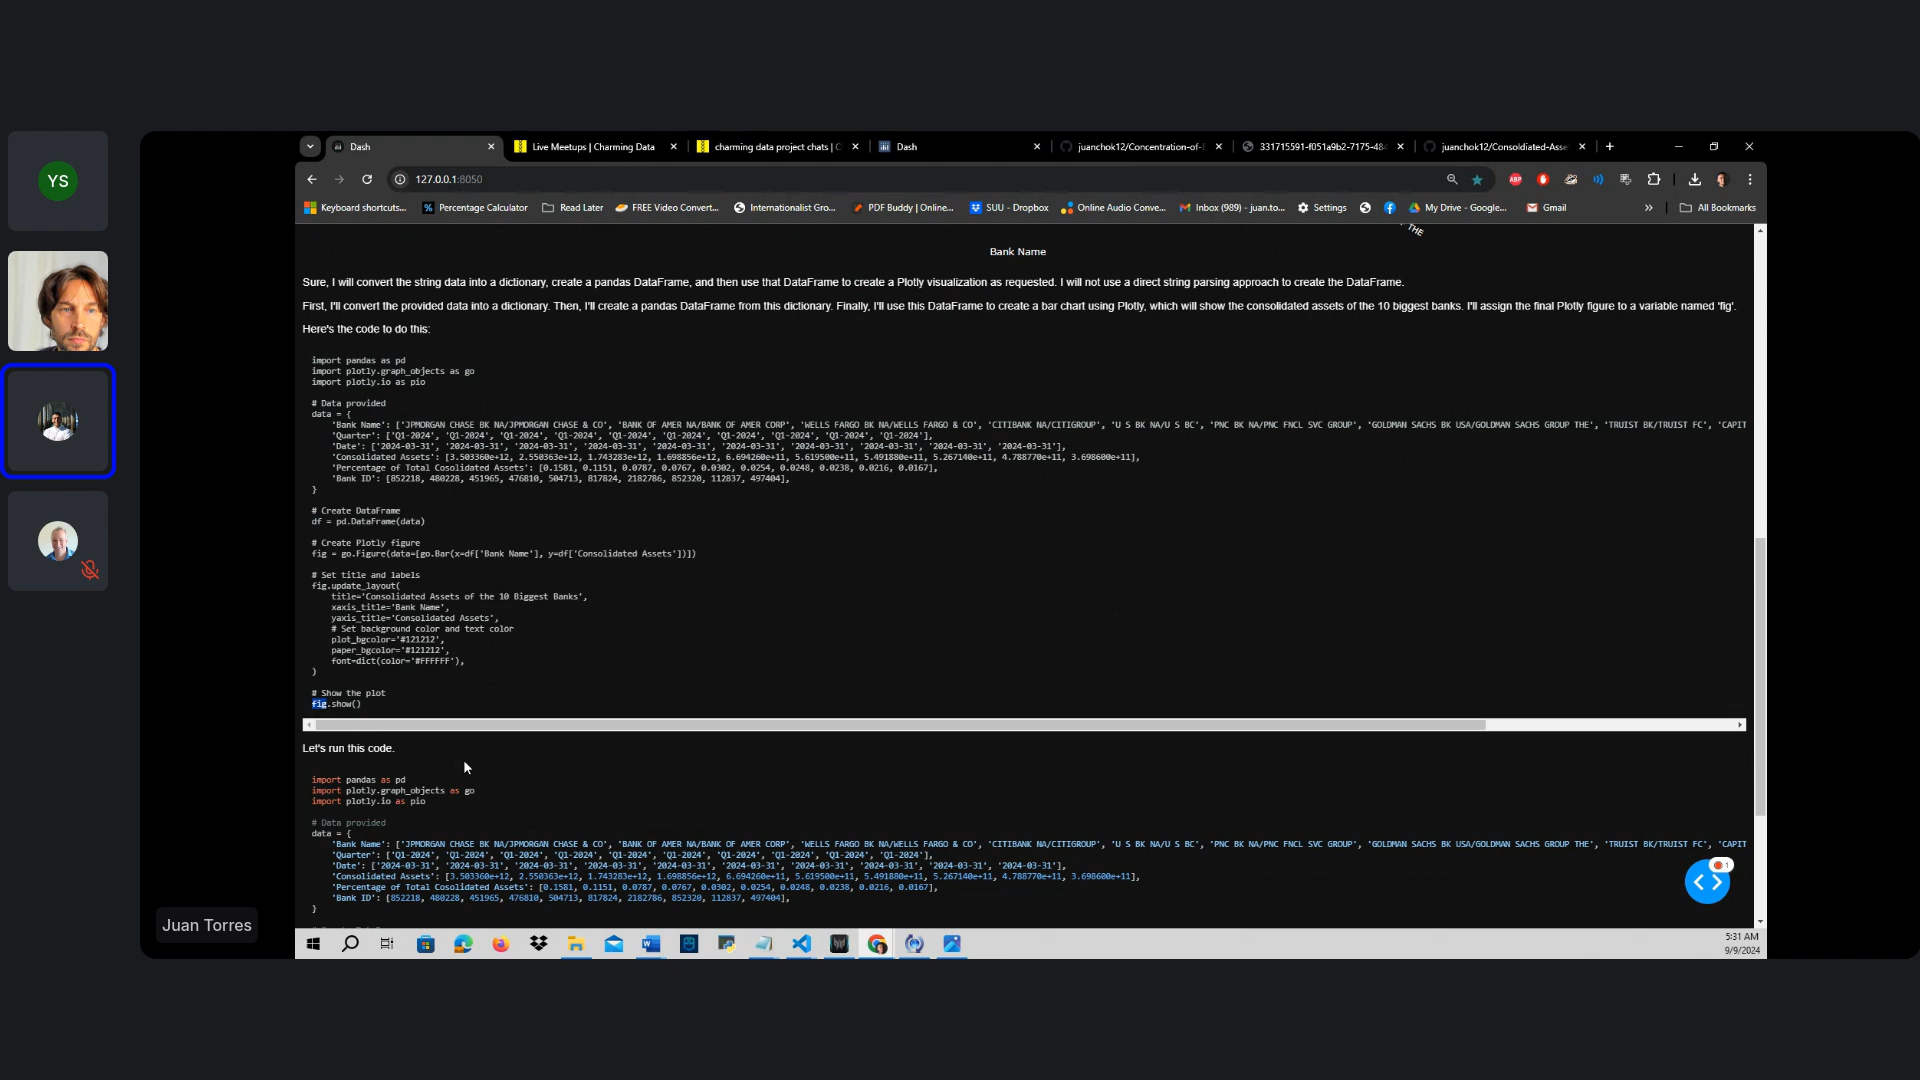 YS
Juan Torres
Dash
Live Meetups | Charming Data
charming data project chats | C
Dash
juanchok12/Concentration-of-
331715591-f051a9b2-7175-484
juanchok12/Consoldiated-Asse
127.0.0.1:8050
ABP
Keyboard shortcuts...
Percentage Calculator
Read Later
FREE Video Convert...
Internationalist Gro...
PDF Buddy | Online...
SUU - Dropbox
Online Audio Conve...
Inbox (989) - juan.to...
Settings
My Drive - Google...
Gmail
All Bookmarks
THE
Bank Name
Sure, I will convert the string data into a dictionary, create a pandas DataFrame, and then use that DataFrame to create a Plotly visualization as requested. I will not use a direct string parsing approach to create the DataFrame.
First, I'll convert the provided data into a dictionary. Then, I'll create a pandas DataFrame from this dictionary. Finally, I'll use this DataFrame to create a bar chart using Plotly, which will show the consolidated assets of the 10 biggest banks. I'll assign the final Plotly figure to a variable named 'fig'.
Here's the code to do this:
import pandas as pd
import plotly.graph_objects as go
import plotly.io as pio
# Data provided
data = {
'Bank Name': ['JPMORGAN CHASE BK NA/JPMORGAN CHASE & CO', 'BANK OF AMER NA/BANK OF AMER CORP', 'WELLS FARGO BK NA/WELLS FARGO & CO', 'CITIBANK NA/CITIGROUP', 'U S BK NA/U S BC', 'PNC BK NA/PNC FNCL SVC GROUP', 'GOLDMAN SACHS BK USA/GOLDMAN SACHS GROUP THE', 'TRUIST BK/TRUIST FC', 'CAPIT
'Quarter': ['Q1-2024', 'Q1-2024', 'Q1-2024', 'Q1-2024', 'Q1-2024', 'Q1-2024', 'Q1-2024', 'Q1-2024', 'Q1-2024', 'Q1-2024'],
'Date': ['2024-03-31', '2024-03-31', '2024-03-31', '2024-03-31', '2024-03-31', '2024-03-31', '2024-03-31', '2024-03-31', '2024-03-31', '2024-03-31'],
'Consolidated Assets': [3.503360e+12, 2.550363e+12, 1.743283e+12, 1.698856e+12, 6.694260e+11, 5.619500e+11, 5.491880e+11, 5.267140e+11, 4.788770e+11, 3.698600e+11],
'Percentage of Total Cosolidated Assets': [0.1581, 0.1151, 0.0787, 0.0767, 0.0302, 0.0254, 0.0248, 0.0238, 0.0216, 0.0167],
'Bank ID': [852218, 480228, 451965, 476810, 504713, 817824, 2182786, 852320, 112837, 497404],
}
# Create DataFrame
df = pd.DataFrame(data)
# Create Plotly figure
fig = go.Figure(data=[go.Bar(x=df['Bank Name'], y=df['Consolidated Assets'])])
# Set title and labels
fig.update_layout(
title='Consolidated Assets of the 10 Biggest Banks',
xaxis_title='Bank Name',
yaxis_title='Consolidated Assets',
# Set background color and text color
plot_bgcolor='#121212',
paper_bgcolor='#121212',
font=dict(color='#FFFFFF'),
)
# Show the plot
fig.show()
Let's run this code.
import pandas as pd
import plotly.graph_objects as go
import plotly.io as pio
# Data provided
data = {
'Bank Name': ['JPMORGAN CHASE BK NA/JPMORGAN CHASE & CO', 'BANK OF AMER NA/BANK OF AMER CORP', 'WELLS FARGO BK NA/WELLS FARGO & CO', 'CITIBANK NA/CITIGROUP', 'U S BK NA/U S BC', 'PNC BK NA/PNC FNCL SVC GROUP', 'GOLDMAN SACHS BK USA/GOLDMAN SACHS GROUP THE', 'TRUIST BK/TRUIST FC', 'CAPIT
'Quarter': ['Q1-2024', 'Q1-2024', 'Q1-2024', 'Q1-2024', 'Q1-2024', 'Q1-2024', 'Q1-2024', 'Q1-2024', 'Q1-2024', 'Q1-2024'],
'Date': ['2024-03-31', '2024-03-31', '2024-03-31', '2024-03-31', '2024-03-31', '2024-03-31', '2024-03-31', '2024-03-31', '2024-03-31', '2024-03-31'],
'Consolidated Assets': [3.503360e+12, 2.550363e+12, 1.743283e+12, 1.698856e+12, 6.694260e+11, 5.619500e+11, 5.491880e+11, 5.267140e+11, 4.788770e+11, 3.698600e+11],
'Percentage of Total Cosolidated Assets': [0.1581, 0.1151, 0.0787, 0.0767, 0.0302, 0.0254, 0.0248, 0.0238, 0.0216, 0.0167],
'Bank ID': [852218, 480228, 451965, 476810, 504713, 817824, 2182786, 852320, 112837, 497404],
}
1
5:31 AM
9/9/2024